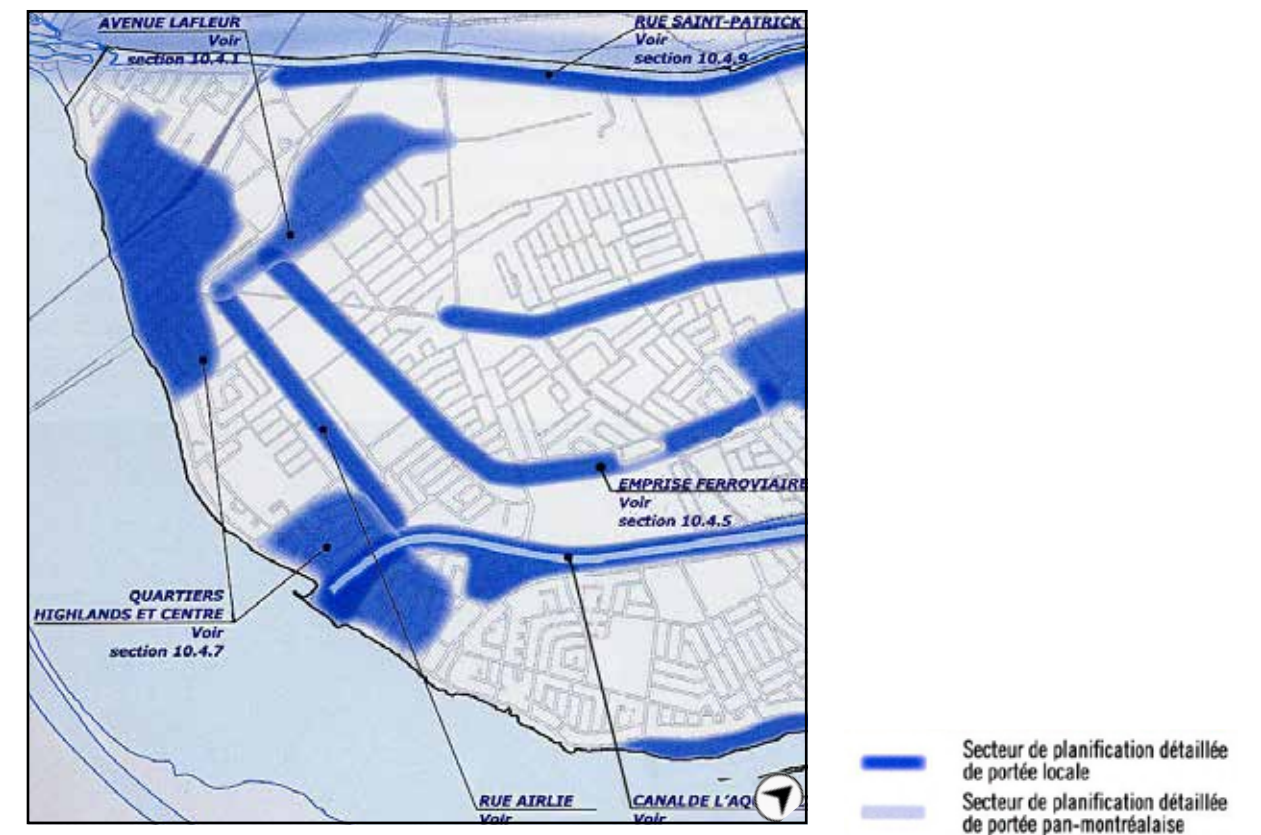 AVENUE LAFLEUR
Voir
section 10.4.1
RUE SAINT-PATRICK
Voir
section 10.4.9
EMPRISE FERROVIAIRE
Voir
section 10.4.5
QUARTIERS
HIGHLANDS ET CENTRE
Voir
section 10.4.7
RUE AIRLIE
Voir
CANAL DE L'AQ
Voir
Secteur de planification détaillée
de portée locale
Secteur de planification détaillée
de portée pan-montréalaise